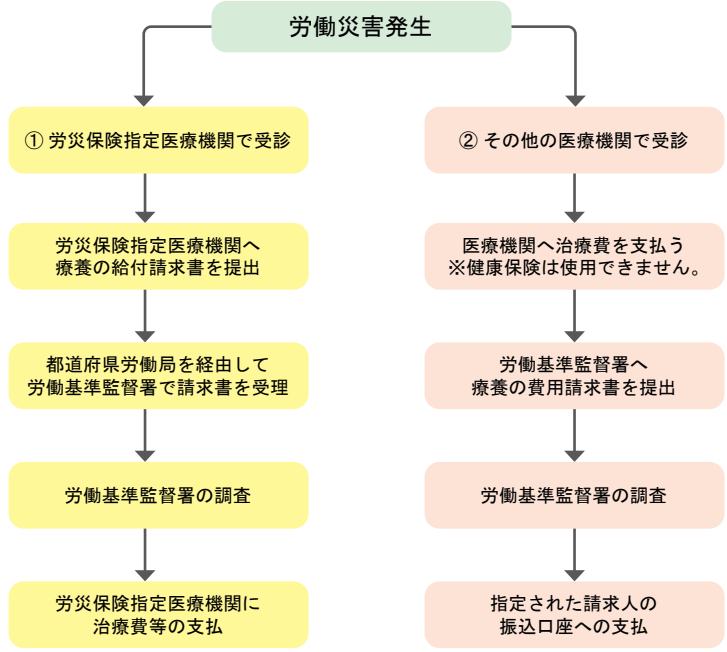 労働災害発生
① 労災保険指定医療機関で受診
労災保険指定医療機関へ
療養の給付請求書を提出
都道府県労働局を経由して
労働基準監督署で請求書を受理
労働基準監督署の調査
労災保険指定医療機関に
治療費等の支払
② その他の医療機関で受診
医療機関へ治療費を支払う
※健康保険は使用できません。
労働基準監督署へ
療養の費用請求書を提出
労働基準監督署の調査
指定された請求人の
振込口座への支払